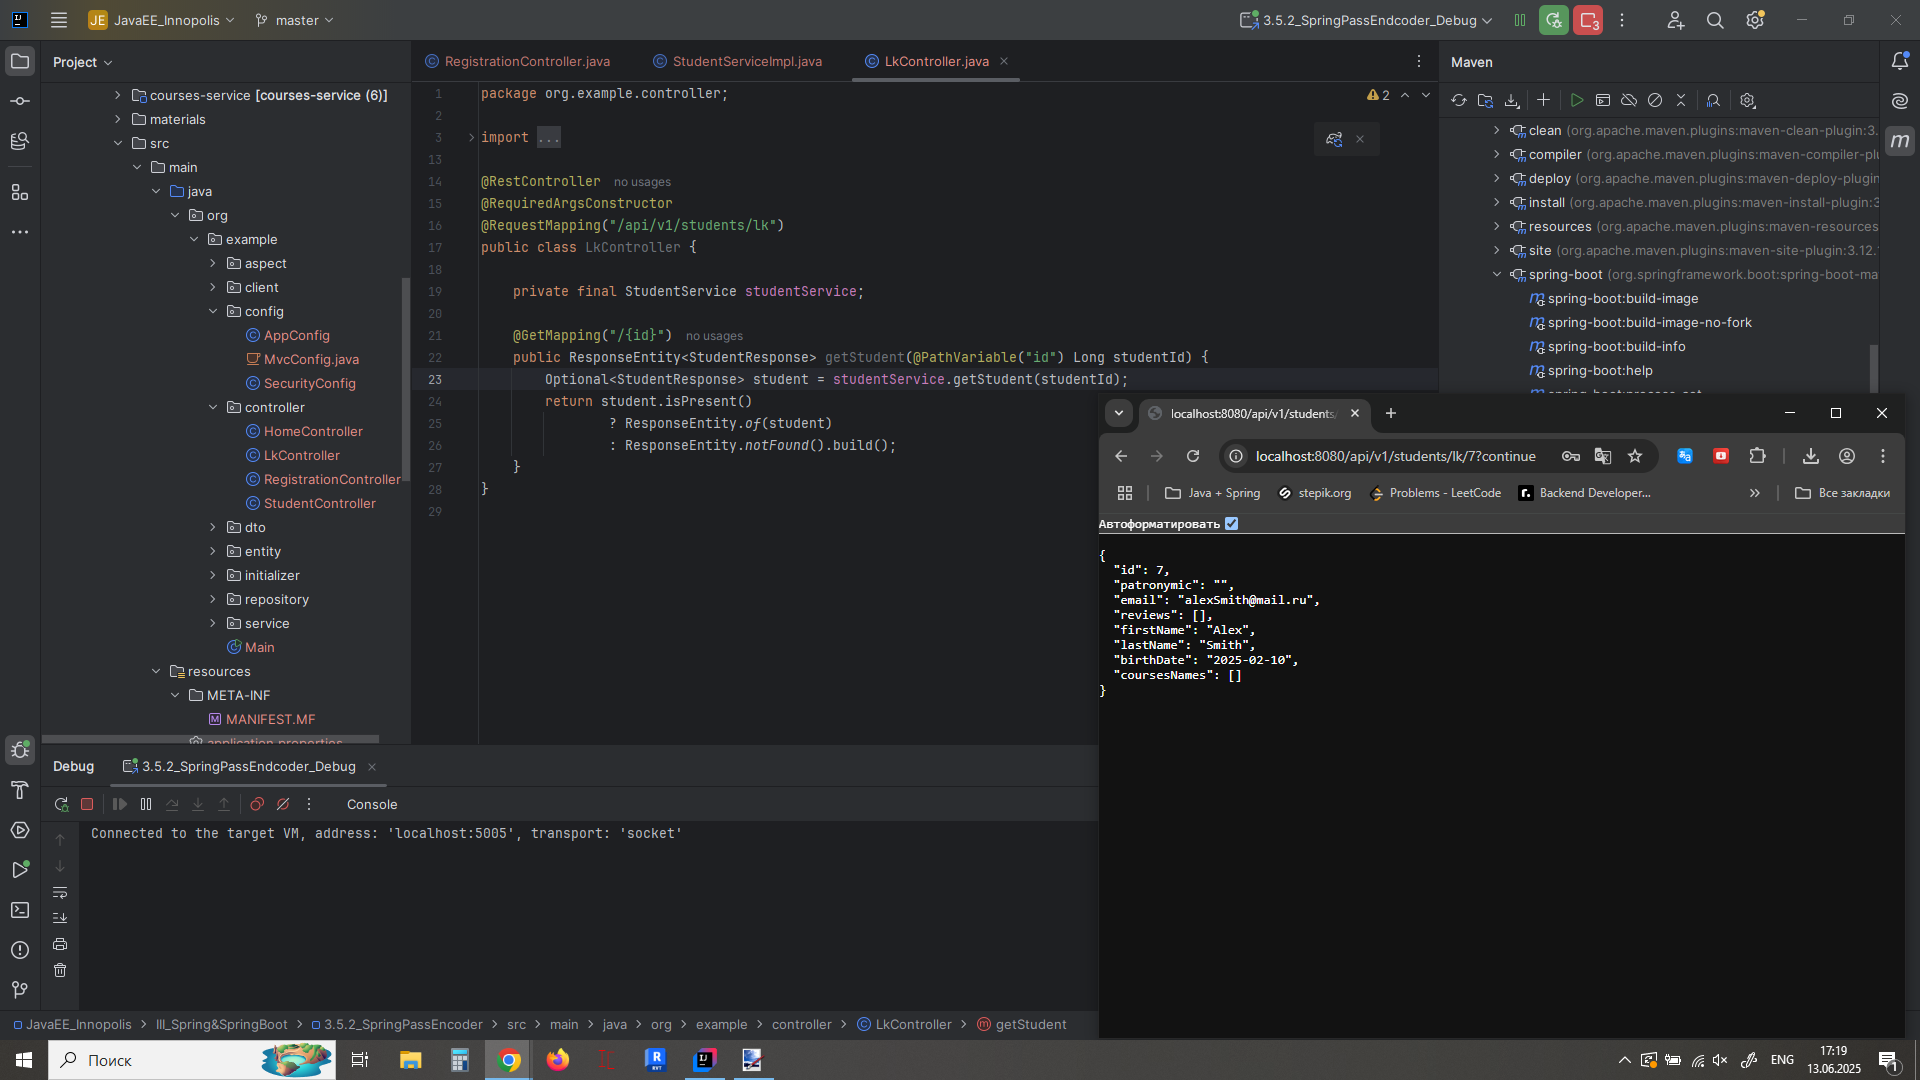 JE JavaEE_Innopolis master 3.5.2_SpringPassEndcoder_Debug 3
Project
courses-service [courses-service (6)]
materials
src
main
java
org
example
aspect
client
config
AppConfig
MvcConfig.java
SecurityConfig
controller
HomeController
LkController
RegistrationController
StudentController
dto
entity
initializer
repository
service
Main
resources
META-INF
MANIFEST.MF
application.properties
RegistrationController.java StudentServiceImpl.java LkController.java
2
1 package org.example.controller;
2
3 import ...
13
14 @RestController no usages
15 @RequiredArgsConstructor
16 @RequestMapping("/api/v1/students/lk")
17 public class LkController {
18
19 private final StudentService studentService;
20
21 @GetMapping("/{id}") no usages
22 public ResponseEntity<StudentResponse> getStudent(@PathVariable("id") Long studentId) {
23 Optional<StudentResponse> student = studentService.getStudent(studentId);
24 return student.isPresent()
25 ? ResponseEntity.of(student)
26 : ResponseEntity.notFound().build();
27 }
28 }
29
Maven
clean (org.apache.maven.plugins:maven-clean-plugin:3.
compiler (org.apache.maven.plugins:maven-compiler-pl
deploy (org.apache.maven.plugins:maven-deploy-plugin
install (org.apache.maven.plugins:maven-install-plugin:3
resources (org.apache.maven.plugins:maven-resources
site (org.apache.maven.plugins:maven-site-plugin:3.12.
spring-boot (org.springframework.boot:spring-boot-ma
spring-boot:build-image
spring-boot:build-image-no-fork
spring-boot:build-info
spring-boot:help
localhost:8080/api/v1/students/
localhost:8080/api/v1/students/lk/7?continue
Java + Spring stepik.org Problems - LeetCode Backend Developer... Все закладки
Автоформатировать
{
"id": 7,
"patronymic": "",
"email": "alexSmith@mail.ru",
"reviews": [],
"firstName": "Alex",
"lastName": "Smith",
"birthDate": "2025-02-10",
"coursesNames": []
}
Debug 3.5.2_SpringPassEndcoder_Debug
Console
Connected to the target VM, address: 'localhost:5005', transport: 'socket'
JavaEE_Innopolis III_Spring&SpringBoot 3.5.2_SpringPassEncoder src main java org example controller LkController getStudent
Поиск
ENG
17:19
13.06.2025
1